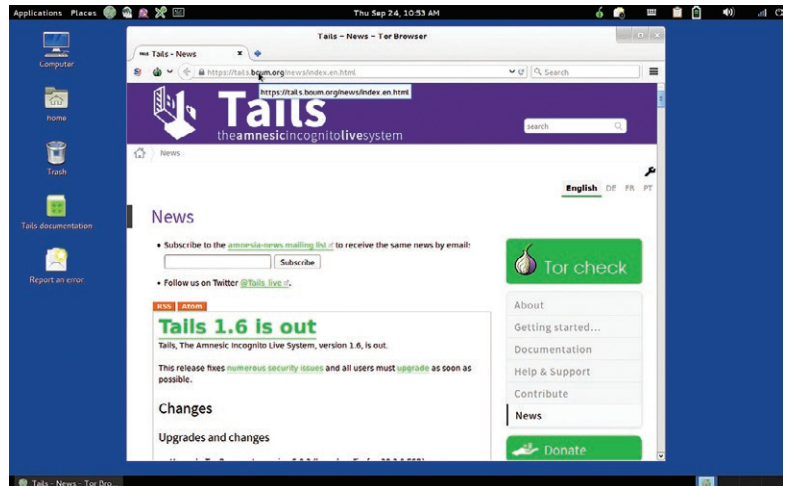 Applications Places Thu Sep 24, 10:53 AM
Tails - News - Tor Browser
Tails - News
https://tails.boum.org/news/index.en.html
Search
https://tails.boum.org/news/index.en.html
Computer
home
Trash
Tails documentation
Report an error
Tails
theamnesicincognitolivesystem
search
News
English DE FR PT
News
• Subscribe to the amnesia-news mailing list to receive the same news by email:
Subscribe
• Follow us on Twitter @Tails_live.
RSS Atom
Tails 1.6 is out
Tails, The Amnesic Incognito Live System, version 1.6, is out.
This release fixes numerous security issues and all users must upgrade as soon as
possible.
Changes
Upgrades and changes
Tor check
About
Getting started...
Documentation
Help & Support
Contribute
News
Donate
Tails - News - Tor Bro...